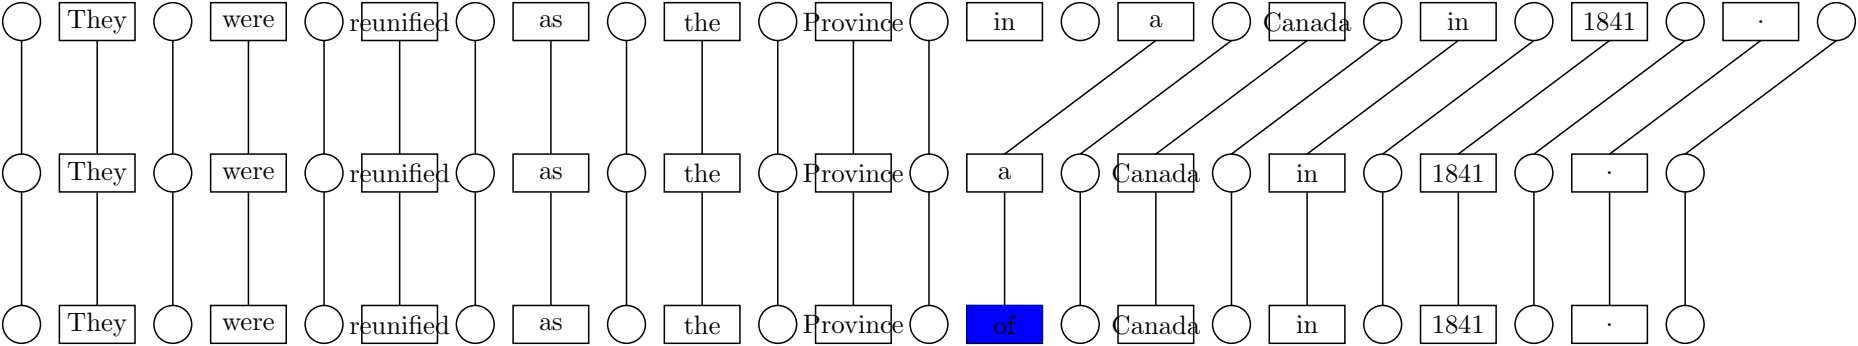 They were reunified as the Province in a Canada in 1841 .
They were reunified as the Province a Canada in 1841 .
They were reunified as the Province of Canada in 1841 .